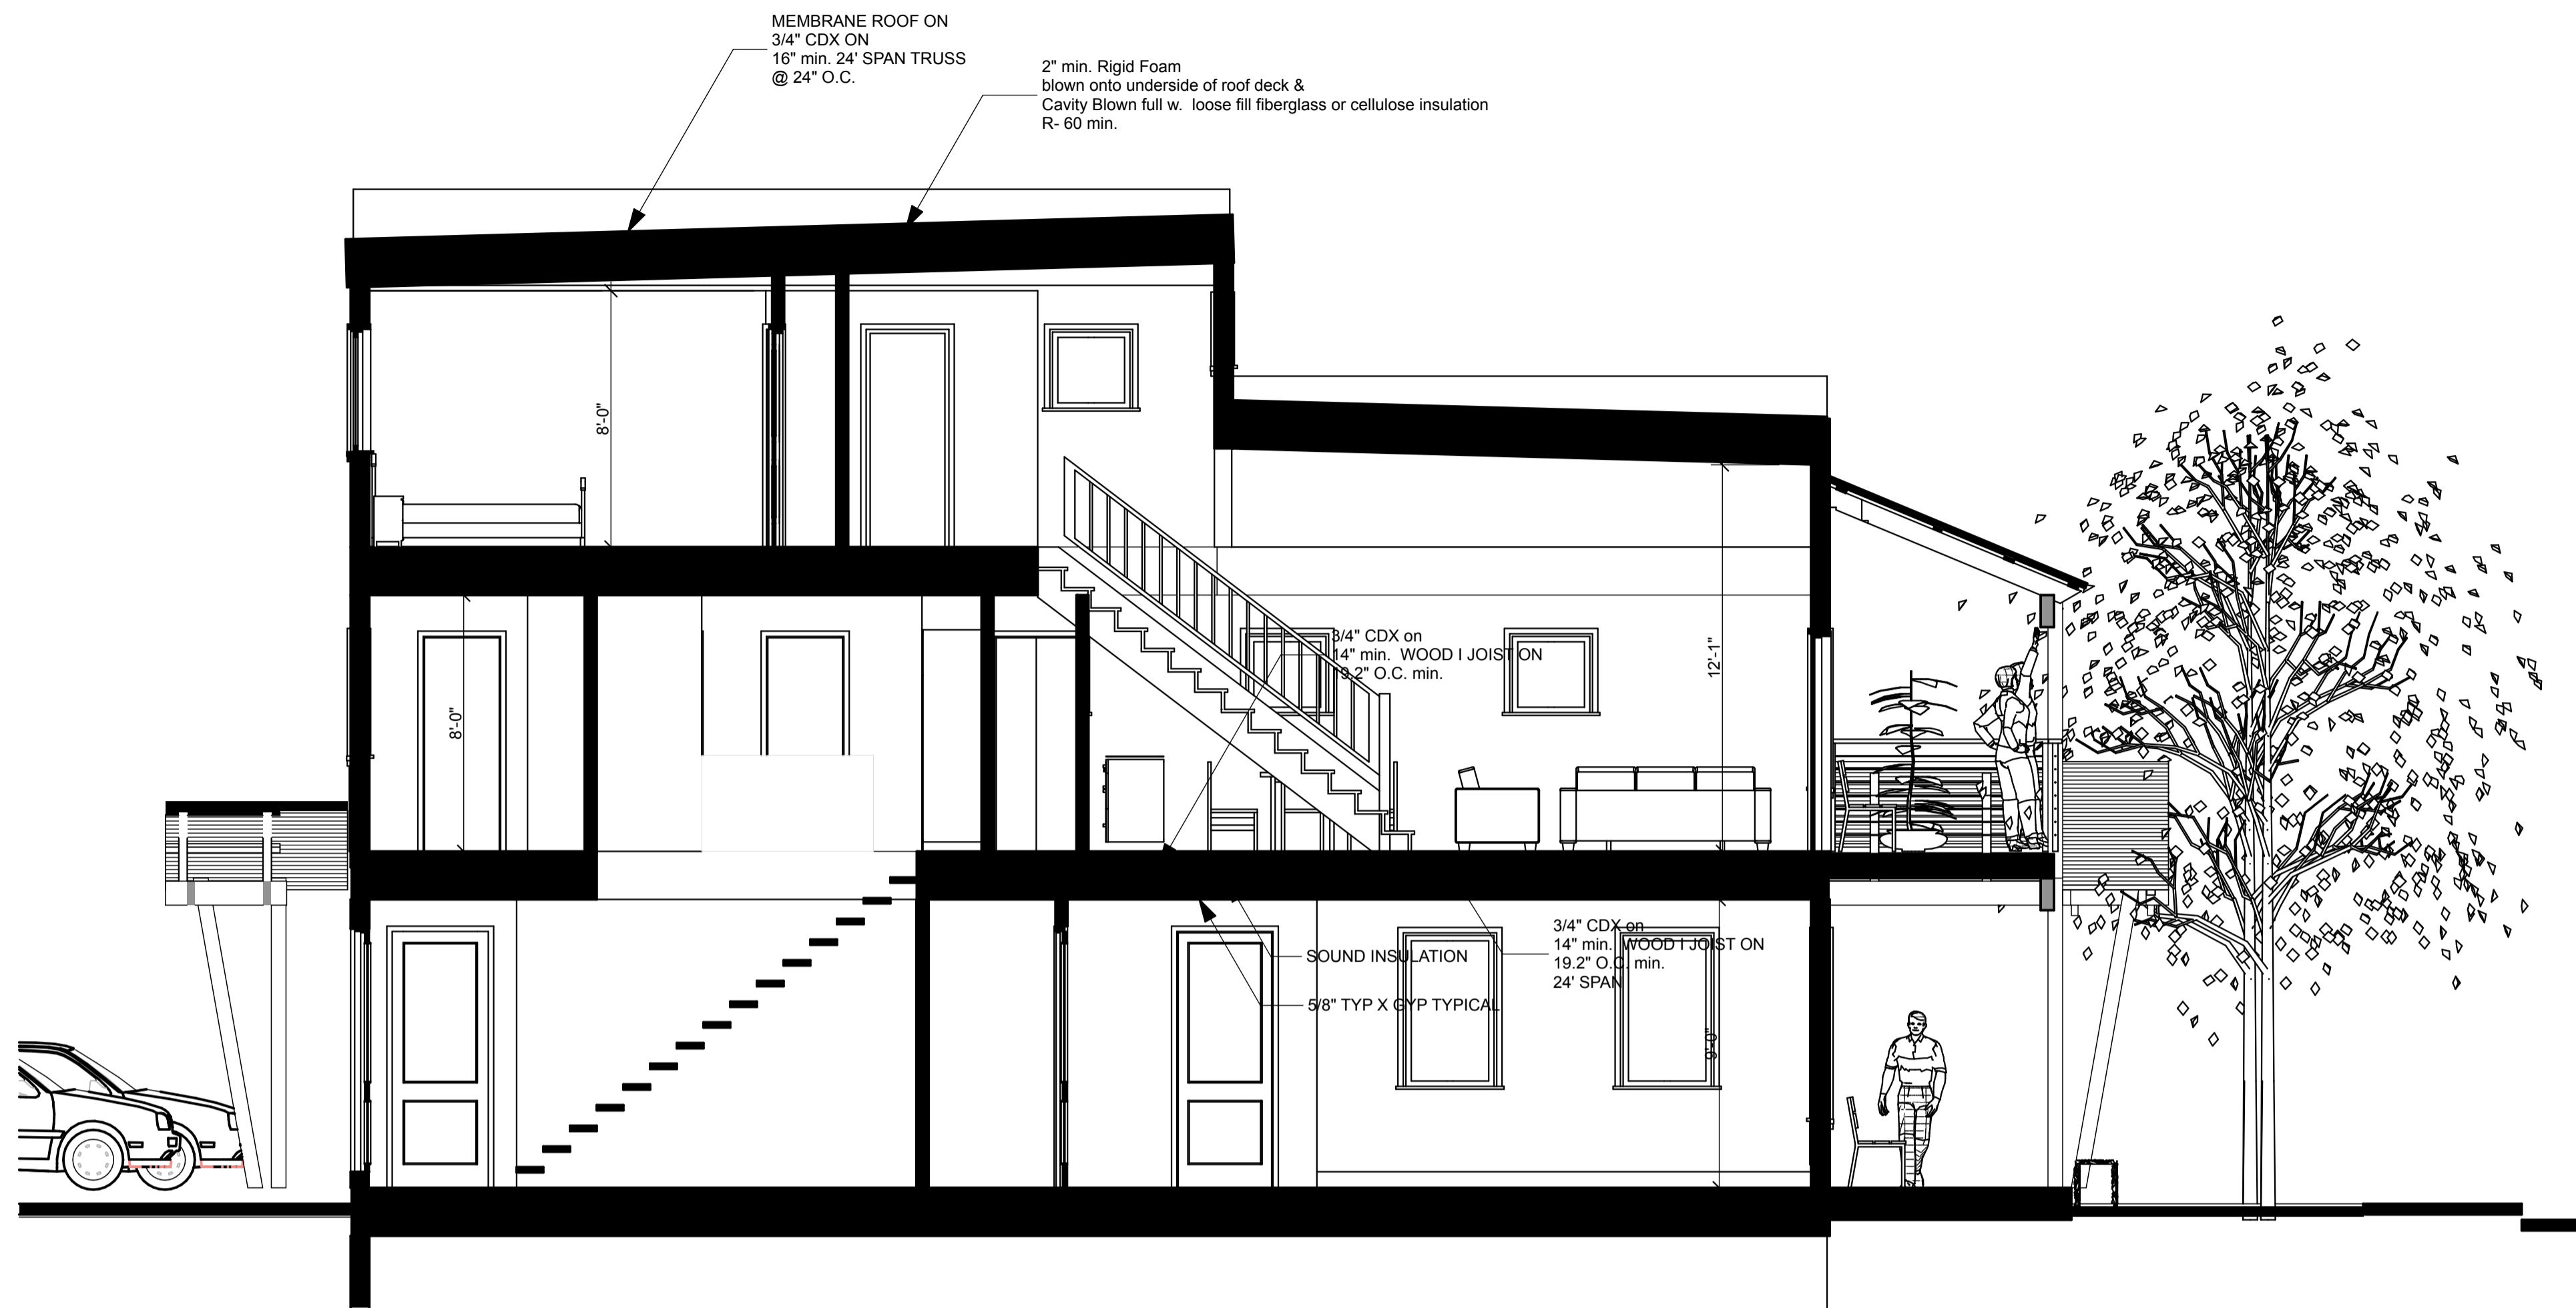 MEMBRANE ROOF ON
3/4" CDX ON
16" min. 24' SPAN TRUSS
@ 24" O.C.
2" min. Rigid Foam
blown onto underside of roof deck &
Cavity Blown full w. loose fill fiberglass or cellulose insulation
R- 60 min.
8'-0"
8'-0"
3/4" CDX on
14" min. WOOD I JOIST ON
19.2" O.C. min.
12'-1"
SOUND INSULATION
5/8" TYP X GYP TYPICAL
3/4" CDX on
14" min. WOOD I JOIST ON
19.2" O.C. min.
24' SPAN
9'-0"